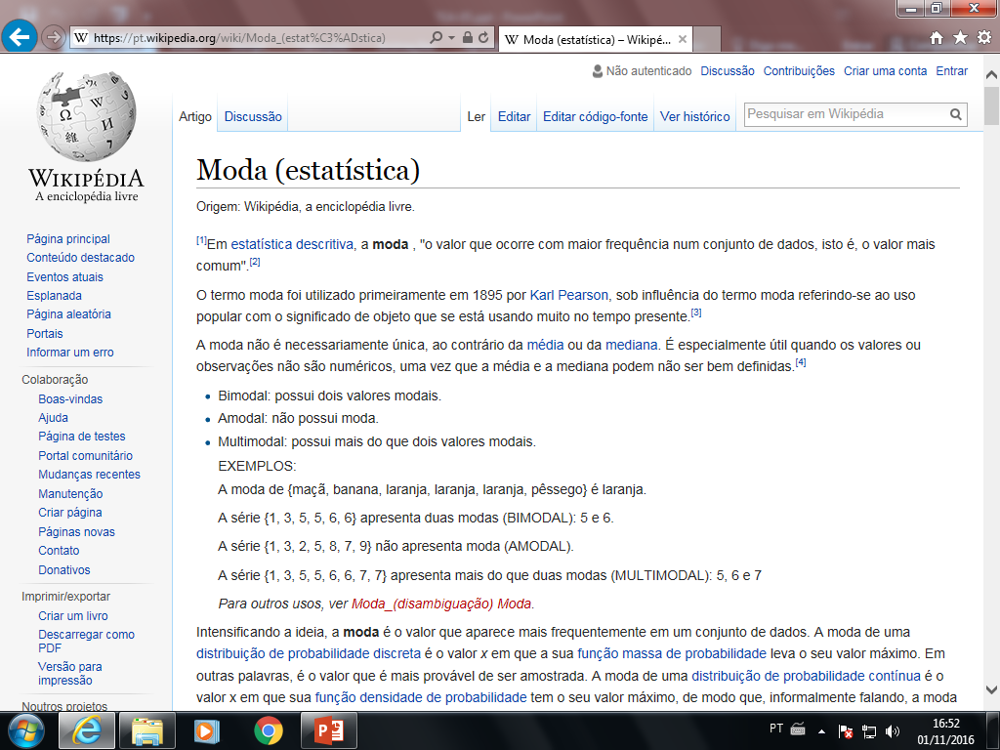 https://pt.wikipedia.org/wiki/Moda_(estat%C3%ADstica)
W Moda (estatística) – Wikipé...
Não autenticado Discussão Contribuições Criar uma conta Entrar
Artigo Discussão Ler Editar Editar código-fonte Ver histórico Pesquisar em Wikipédia
WIKIPÉDIA
A enciclopédia livre
Página principal
Conteúdo destacado
Eventos atuais
Esplanada
Página aleatória
Portais
Informar um erro
Colaboração
Boas-vindas
Ajuda
Página de testes
Portal comunitário
Mudanças recentes
Manutenção
Criar página
Páginas novas
Contato
Donativos
Imprimir/exportar
Criar um livro
Descarregar como
PDF
Versão para
impressão
Noutros projetos
Moda (estatística)
Origem: Wikipédia, a enciclopédia livre.
[1]Em estatística descritiva, a moda , "o valor que ocorre com maior frequência num conjunto de dados, isto é, o valor mais
comum".[2]
O termo moda foi utilizado primeiramente em 1895 por Karl Pearson, sob influência do termo moda referindo-se ao uso
popular com o significado de objeto que se está usando muito no tempo presente.[3]
A moda não é necessariamente única, ao contrário da média ou da mediana. É especialmente útil quando os valores ou
observações não são numéricos, uma vez que a média e a mediana podem não ser bem definidas.[4]
• Bimodal: possui dois valores modais.
• Amodal: não possui moda.
• Multimodal: possui mais do que dois valores modais.
EXEMPLOS:
A moda de {maçã, banana, laranja, laranja, laranja, pêssego} é laranja.
A série {1, 3, 5, 5, 6, 6} apresenta duas modas (BIMODAL): 5 e 6.
A série {1, 3, 2, 5, 8, 7, 9} não apresenta moda (AMODAL).
A série {1, 3, 5, 5, 6, 6, 7, 7} apresenta mais do que duas modas (MULTIMODAL): 5, 6 e 7
Para outros usos, ver Moda_(disambiguação) Moda.
Intensificando a ideia, a moda é o valor que aparece mais frequentemente em um conjunto de dados. A moda de uma
distribuição de probabilidade discreta é o valor x em que a sua função massa de probabilidade leva o seu valor máximo. Em
outras palavras, é o valor que é mais provável de ser amostrada. A moda de uma distribuição de probabilidade contínua é o
valor x em que sua função densidade de probabilidade tem o seu valor máximo, de modo que, informalmente falando, a moda
PT
16:52
01/11/2016